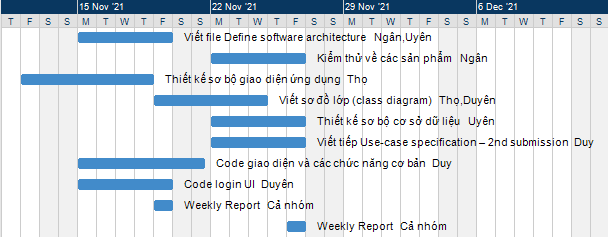 15 Nov '21 22 Nov '21 29 Nov '21 6 Dec '21
T F S S M T W T F S S M T W T F S S M T W T F S S M T W T F S S
Viết file Define software architecture Ngân,Uyên
Kiểm thử về các sản phẩm Ngân
Thiết kế sơ bộ giao diện ứng dụng Thọ
Viết sơ đồ lớp (class diagram) Thọ,Duyên
Thiết kế sơ bộ cơ sở dữ liệu Uyên
Viết tiếp Use-case specification – 2nd submission Duy
Code giao diện và các chức năng cơ bản Duy
Code login UI Duyên
Weekly Report Cả nhóm
Weekly Report Cả nhóm